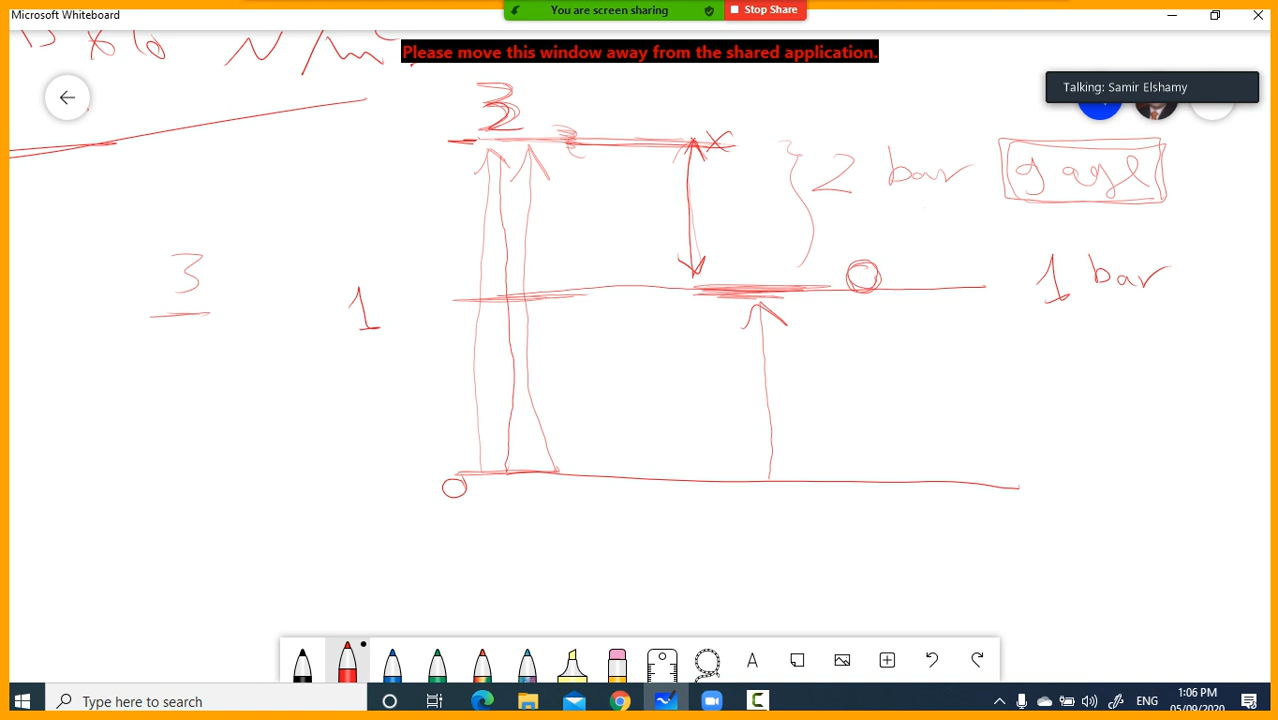 You are screen sharing
Stop Share
Microsoft Whiteboard
Please move this window away from the shared application.
Talking: Samir Elshamy
N/m
3
2 bar gage
3
1
0
1 bar
0
Type here to search
A
ENG
1:06 PM
05/09/2020